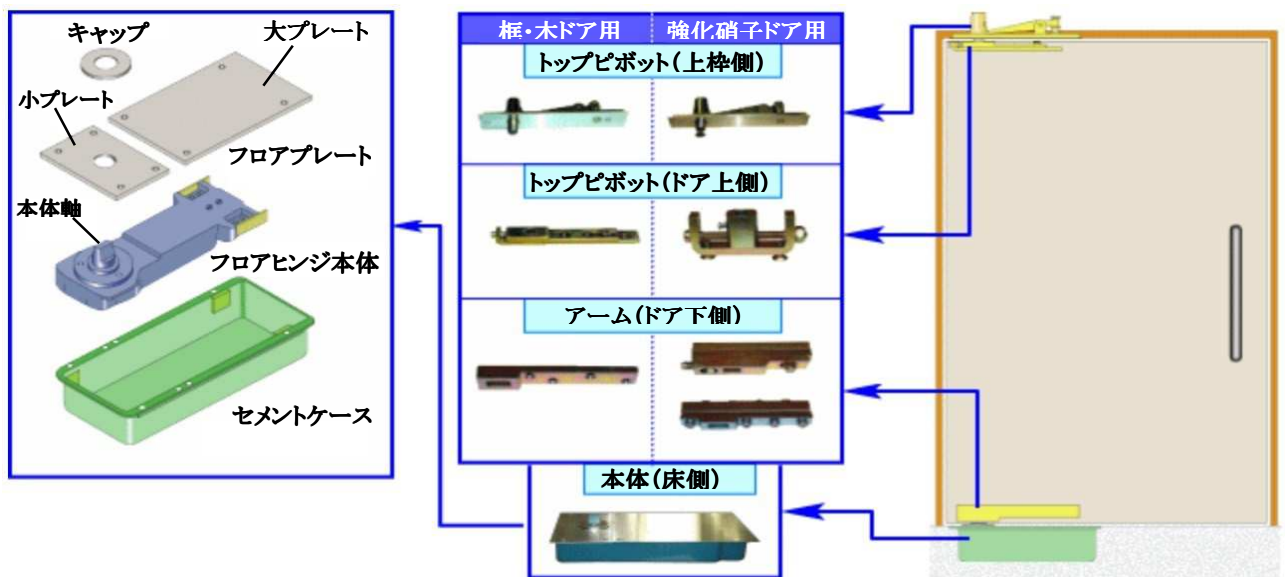 キャップ
大プレート
小プレート
フロアプレート
本体軸
フロアヒンジ本体
セメントケース
框・木ドア用 強化硝子ドア用
トップピボット(上枠側)
トップピボット(ドア上側)
アーム(ドア下側)
本体(床側)